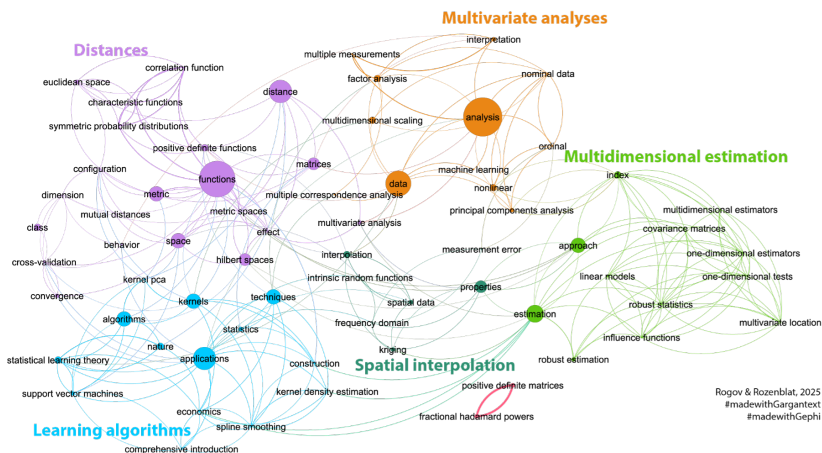 Multivariate analyses
Distances
interpretation
multiple measurements
correlation function
nominal data
factor analysis
euclidean space
distance
characteristic functions
analysis
multidimensional scaling
symmetric probability distributions
positive definite functions
ordinal
Multidimensional estimation
matrices
configuration
machine learning
index
functions
data
nonlinear
dimension
metric
multiple correspondence analysis
mutual distances
metric spaces
principal components analysis
multidimensional estimators
class
multivariate analysis
covariance matrices
effect
behavior
space
approach
measurement error
one-dimensional estimators
cross-validation
hilbert spaces
interpolation
kernel pca
intrinsic random functions
linear models
one-dimensional tests
properties
convergence
kernels
techniques
spatial data
robust statistics
algorithms
estimation
frequency domain
multivariate location
statistics
influence functions
nature
kriging
statistical learning theory
applications
construction
Spatial interpolation
robust estimation
support vector machines
kernel density estimation
positive definite matrices
Rogov & Rozenblat, 2025
#madewithGargantext
#madewithGephi
economics
fractional hadamard powers
Learning algorithms
spline smoothing
comprehensive introduction